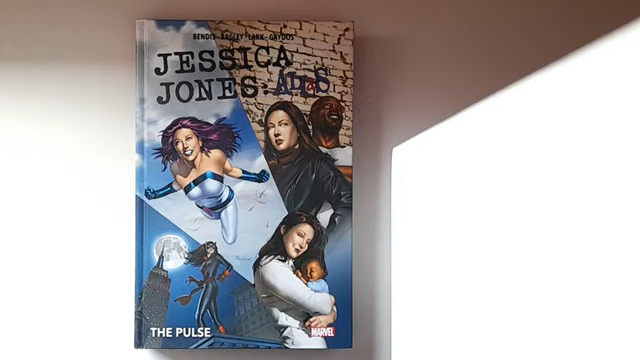 BENDIS · BAGLEY · LARK · GAYDOS
JESSICA
JONES: ALIAS
THE PULSE
MARVEL